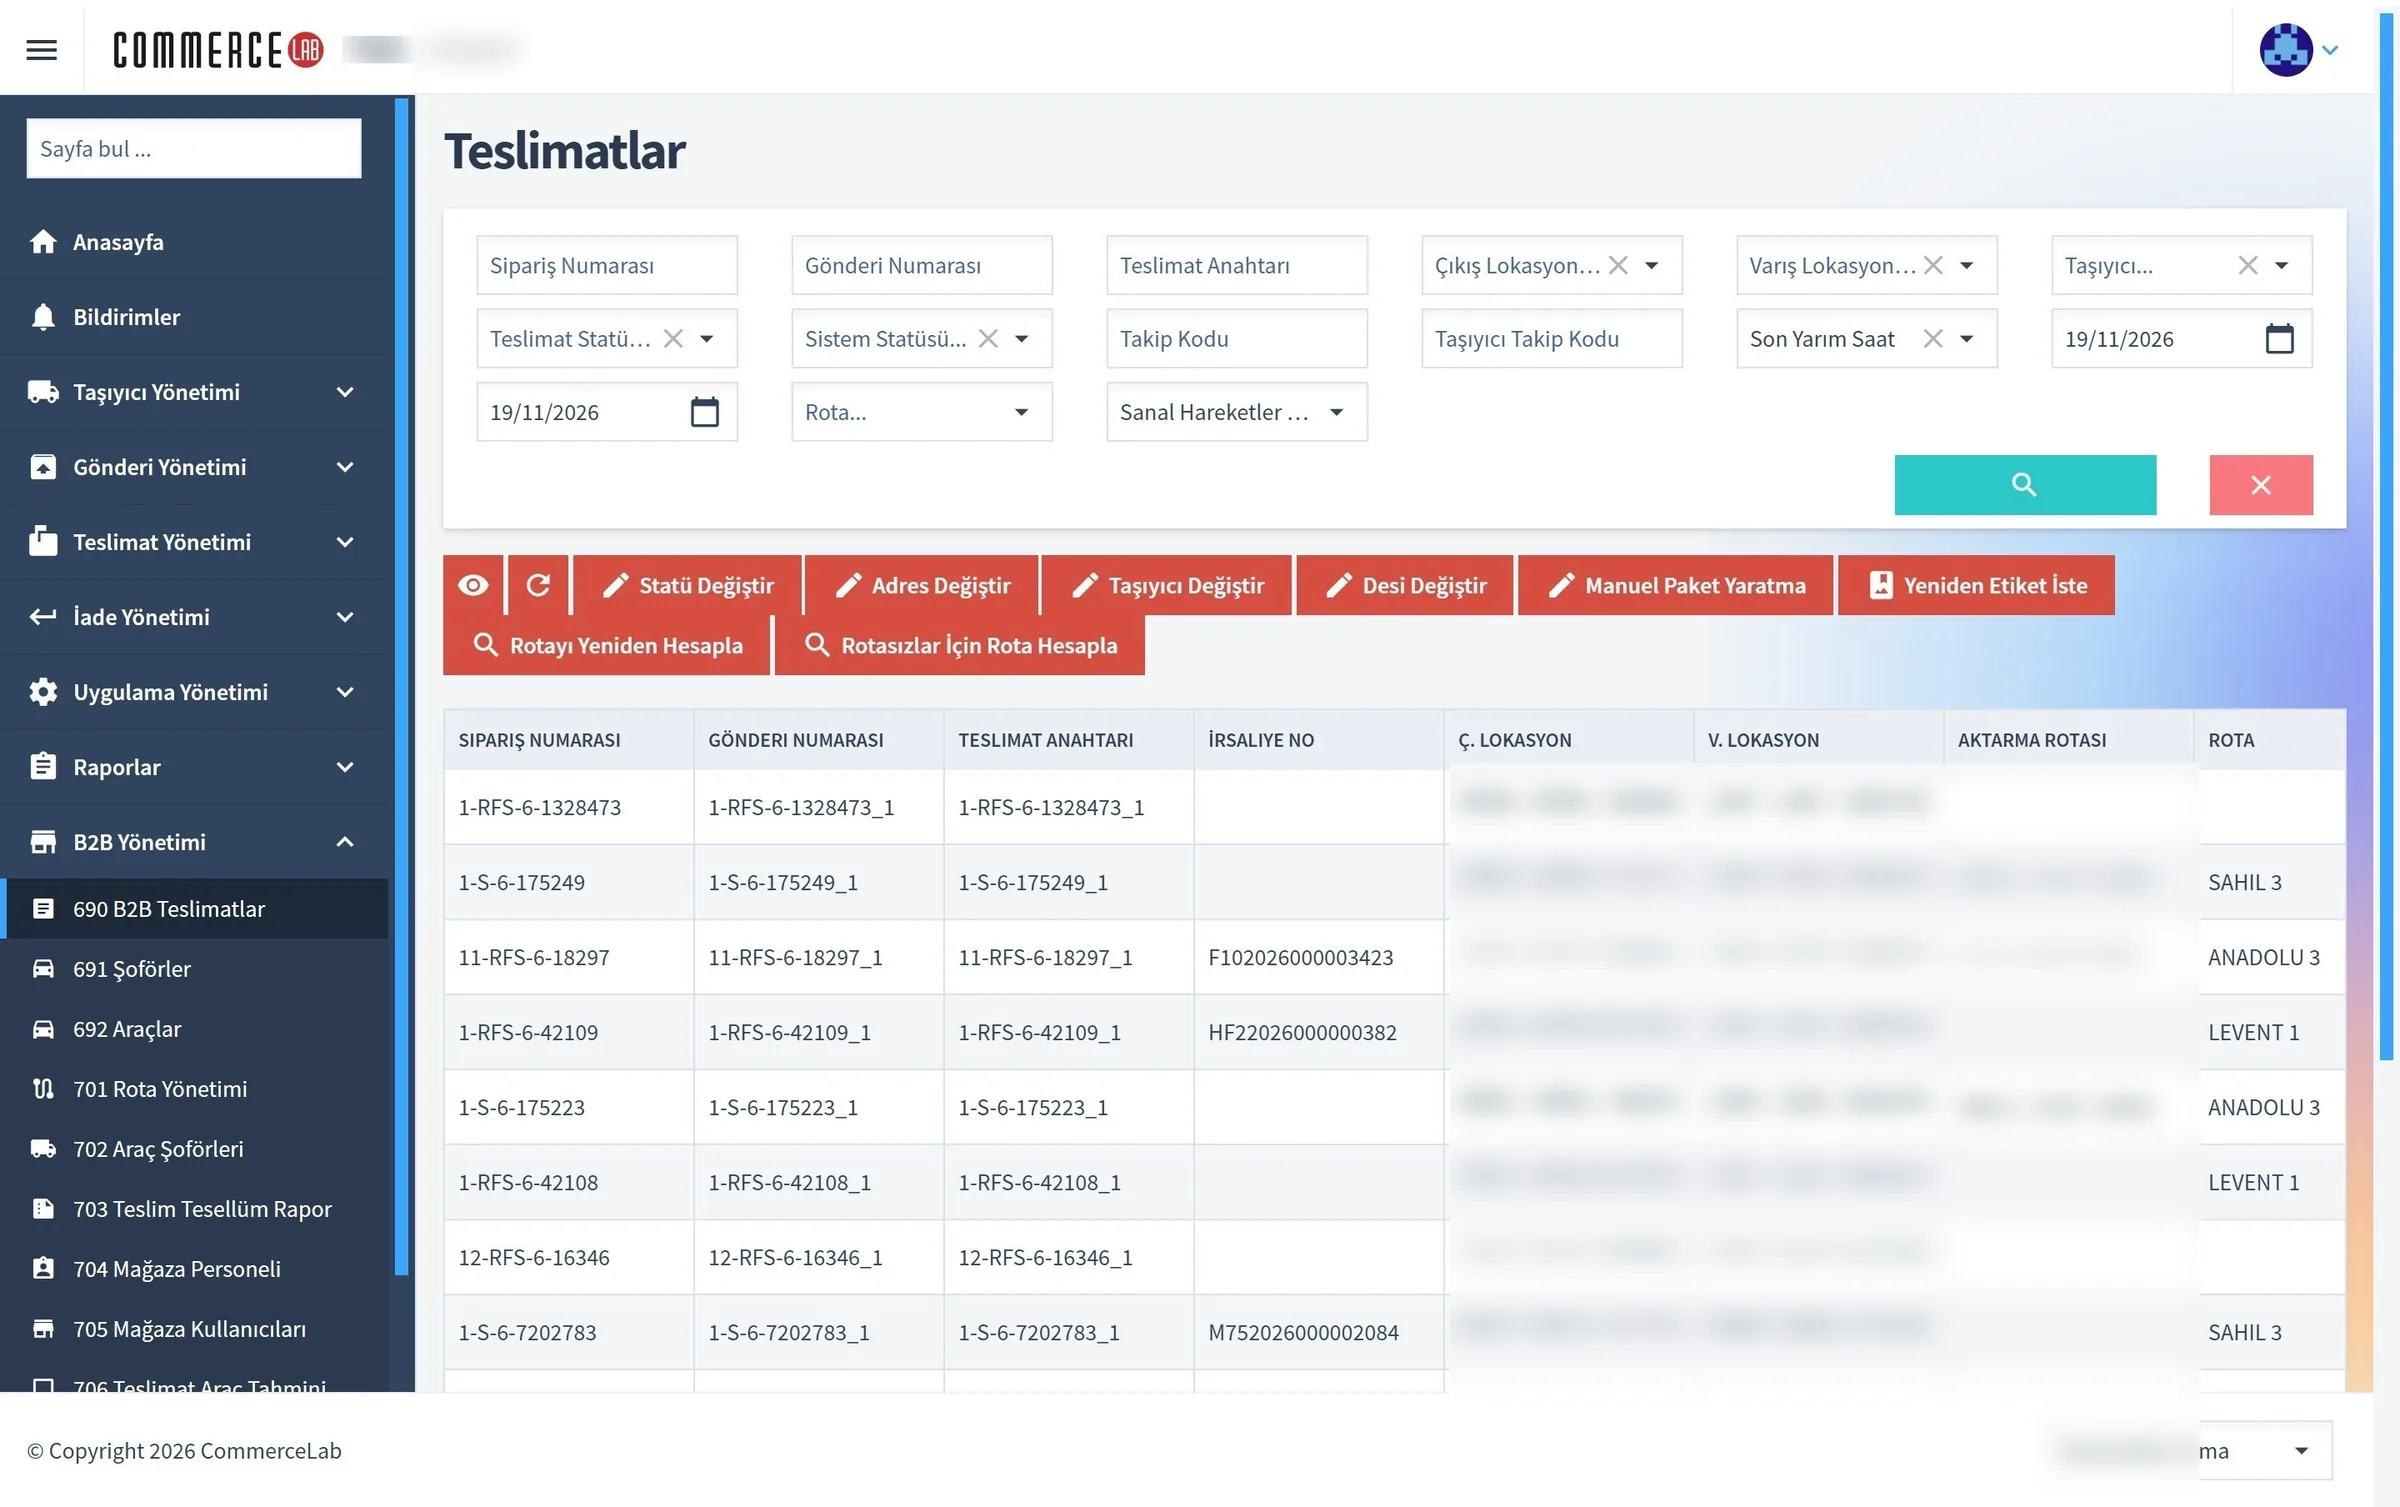 COMMERCE LAB
Sayfa bul ...
Anasayfa
Bildirimler
Taşıyıcı Yönetimi
Gönderi Yönetimi
Teslimat Yönetimi
İade Yönetimi
Uygulama Yönetimi
Raporlar
B2B Yönetimi
690 B2B Teslimatlar
691 Şoförler
692 Araçlar
701 Rota Yönetimi
702 Araç Şoförleri
703 Teslim Tesellüm Rapor
704 Mağaza Personeli
705 Mağaza Kullanıcıları
706 Teslimat Araç Tahmini
Teslimatlar
Sipariş Numarası Gönderi Numarası Teslimat Anahtarı Çıkış Lokasyon... Varış Lokasyon... Taşıyıcı...
Teslimat Statü... Sistem Statüsü... Takip Kodu Taşıyıcı Takip Kodu Son Yarım Saat 19/11/2026
19/11/2026 Rota... Sanal Hareketler ...
Statü Değiştir Adres Değiştir Taşıyıcı Değiştir Desi Değiştir Manuel Paket Yaratma Yeniden Etiket İste
Rotayı Yeniden Hesapla Rotasızlar İçin Rota Hesapla
SIPARIŞ NUMARASI GÖNDERI NUMARASI TESLIMAT ANAHTARI İRSALIYE NO Ç. LOKASYON V. LOKASYON AKTARMA ROTASI ROTA
1-RFS-6-1328473 1-RFS-6-1328473_1 1-RFS-6-1328473_1
1-S-6-175249 1-S-6-175249_1 1-S-6-175249_1 SAHIL 3
11-RFS-6-18297 11-RFS-6-18297_1 11-RFS-6-18297_1 F102026000003423 ANADOLU 3
1-RFS-6-42109 1-RFS-6-42109_1 1-RFS-6-42109_1 HF22026000000382 LEVENT 1
1-S-6-175223 1-S-6-175223_1 1-S-6-175223_1 ANADOLU 3
1-RFS-6-42108 1-RFS-6-42108_1 1-RFS-6-42108_1 LEVENT 1
12-RFS-6-16346 12-RFS-6-16346_1 12-RFS-6-16346_1
1-S-6-7202783 1-S-6-7202783_1 1-S-6-7202783_1 M752026000002084 SAHIL 3
© Copyright 2026 CommerceLab
ma